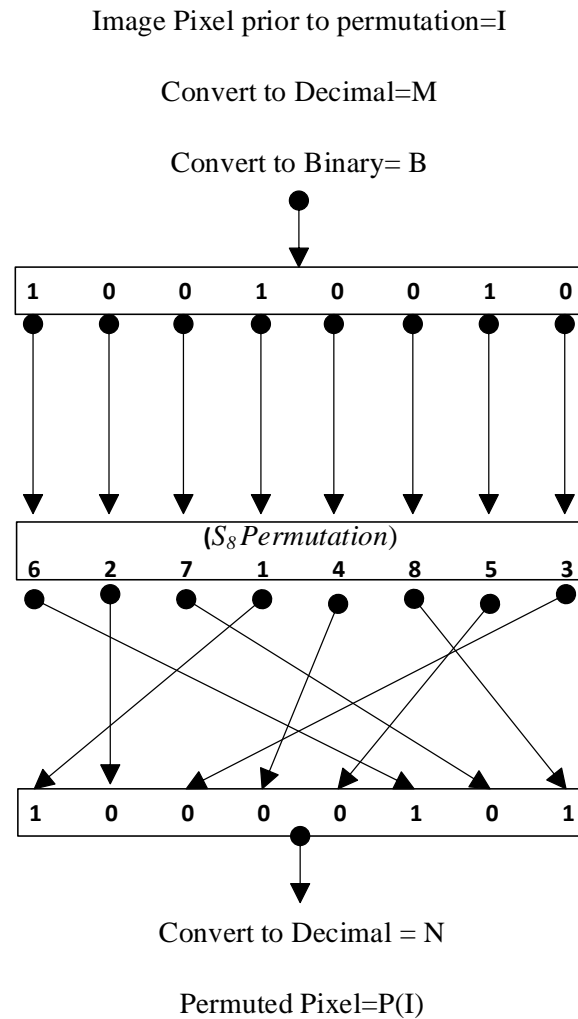 Image Pixel prior to permutation=I
Convert to Decimal=M
Convert to Binary= B
1 0 0 1 0 0 1 0
(S₈ Permutation)
6 2 7 1 4 8 5 3
1 0 0 0 0 1 0 1
Convert to Decimal = N
Permuted Pixel=P(I)